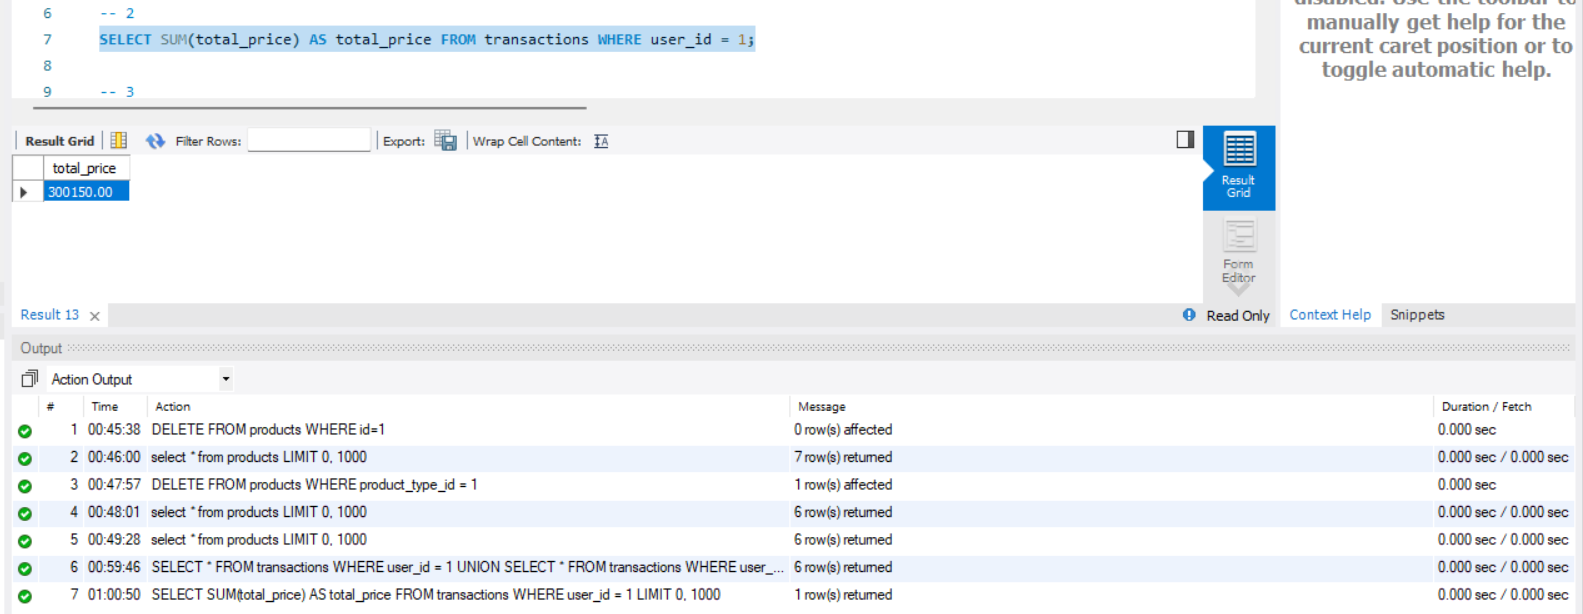 6 -- 2
7 SELECT SUM(total_price) AS total_price FROM transactions WHERE user_id = 1;
8
9 -- 3
disabled. Use the toolbar to
manually get help for the
current caret position or to
toggle automatic help.
Result Grid Filter Rows: Export: Wrap Cell Content:
total_price
300150.00
Result
Grid
Form
Editor
Result 13 Read Only Context Help Snippets
Output
Action Output
# Time Action Message Duration / Fetch
1 00:45:38 DELETE FROM products WHERE id=1 0 row(s) affected 0.000 sec
2 00:46:00 select * from products LIMIT 0, 1000 7 row(s) returned 0.000 sec / 0.000 sec
3 00:47:57 DELETE FROM products WHERE product_type_id = 1 1 row(s) affected 0.000 sec
4 00:48:01 select * from products LIMIT 0, 1000 6 row(s) returned 0.000 sec / 0.000 sec
5 00:49:28 select * from products LIMIT 0, 1000 6 row(s) returned 0.000 sec / 0.000 sec
6 00:59:46 SELECT * FROM transactions WHERE user_id = 1 UNION SELECT * FROM transactions WHERE user_... 6 row(s) returned 0.000 sec / 0.000 sec
7 01:00:50 SELECT SUM(total_price) AS total_price FROM transactions WHERE user_id = 1 LIMIT 0, 1000 1 row(s) returned 0.000 sec / 0.000 sec